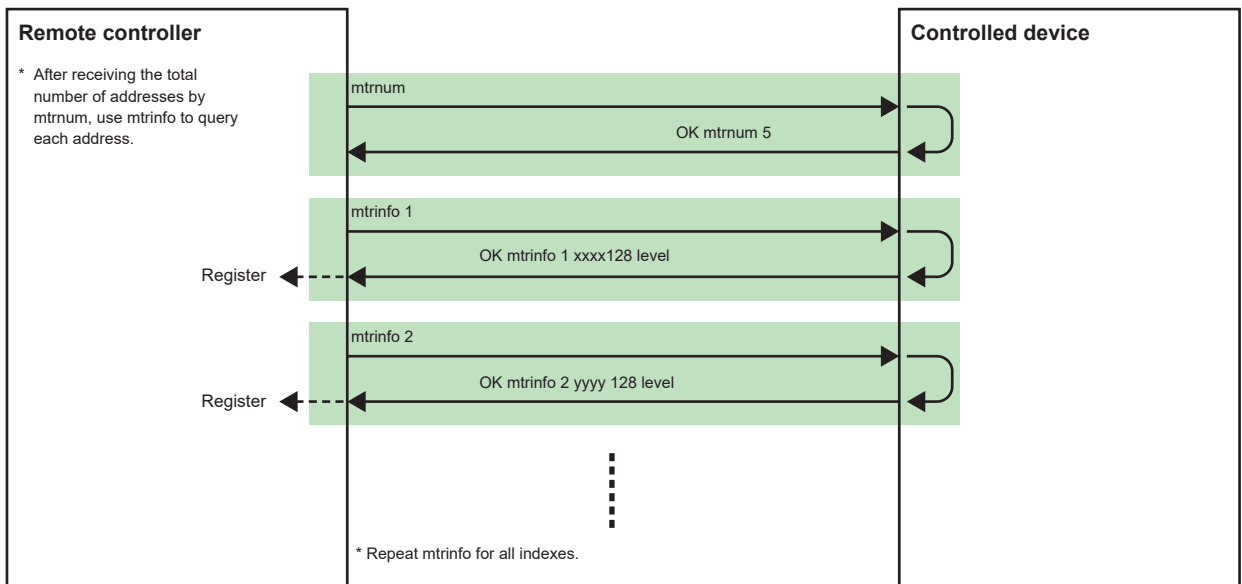 Remote controller
Controlled device
* After receiving the total
number of addresses by
mtrnum, use mtrinfo to query
each address.
mtrnum
OK mtrnum 5
mtrinfo 1
OK mtrinfo 1 xxxx128 level
Register
mtrinfo 2
OK mtrinfo 2 yyyy 128 level
Register
* Repeat mtrinfo for all indexes.